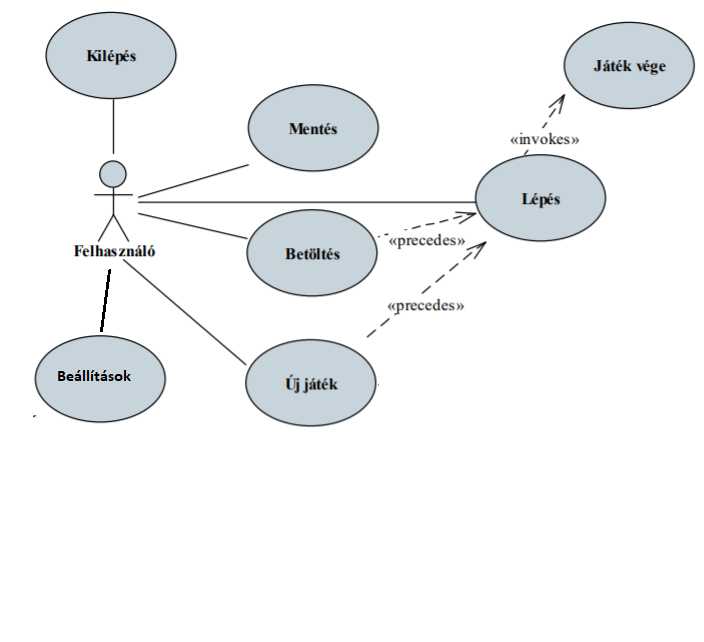 Kilépés
Játék vége
Mentés
«invokes»
Lépés
Felhasználó
Betöltés
«precedes»
«precedes»
Beállítások
Új játék